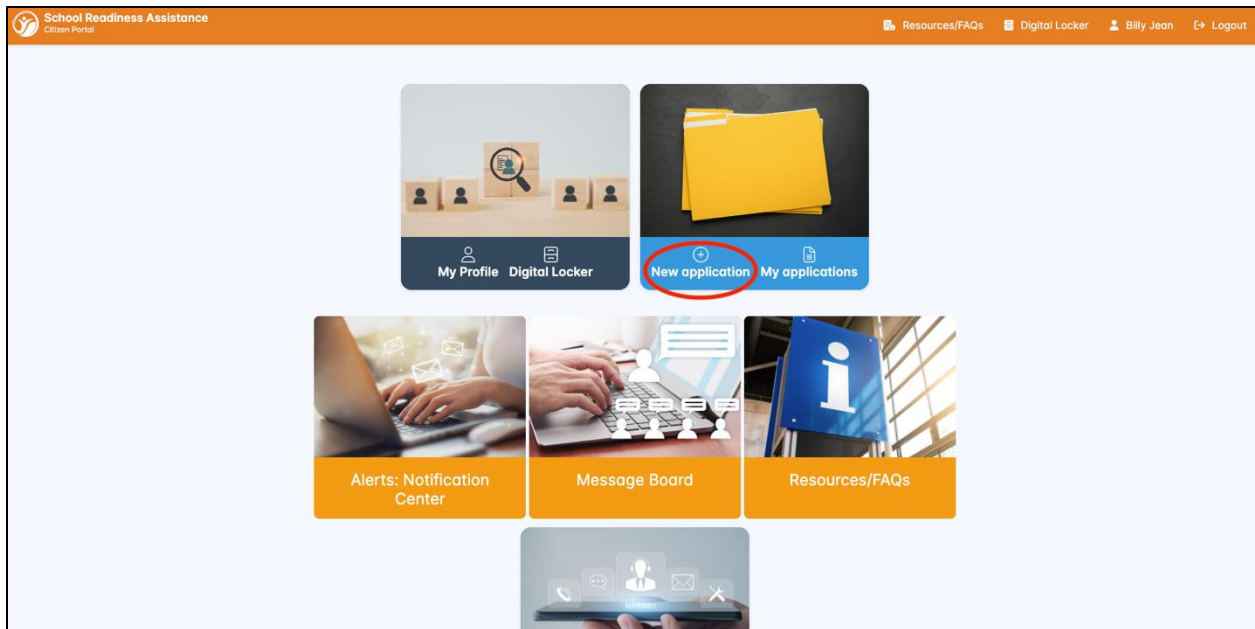 School Readiness Assistance
Citizen Portal
Resources/FAQs Digital Locker Billy Jean Logout
My Profile Digital Locker
New application My applications
Alerts: Notification
Center
Message Board
Resources/FAQs
SUPPORT